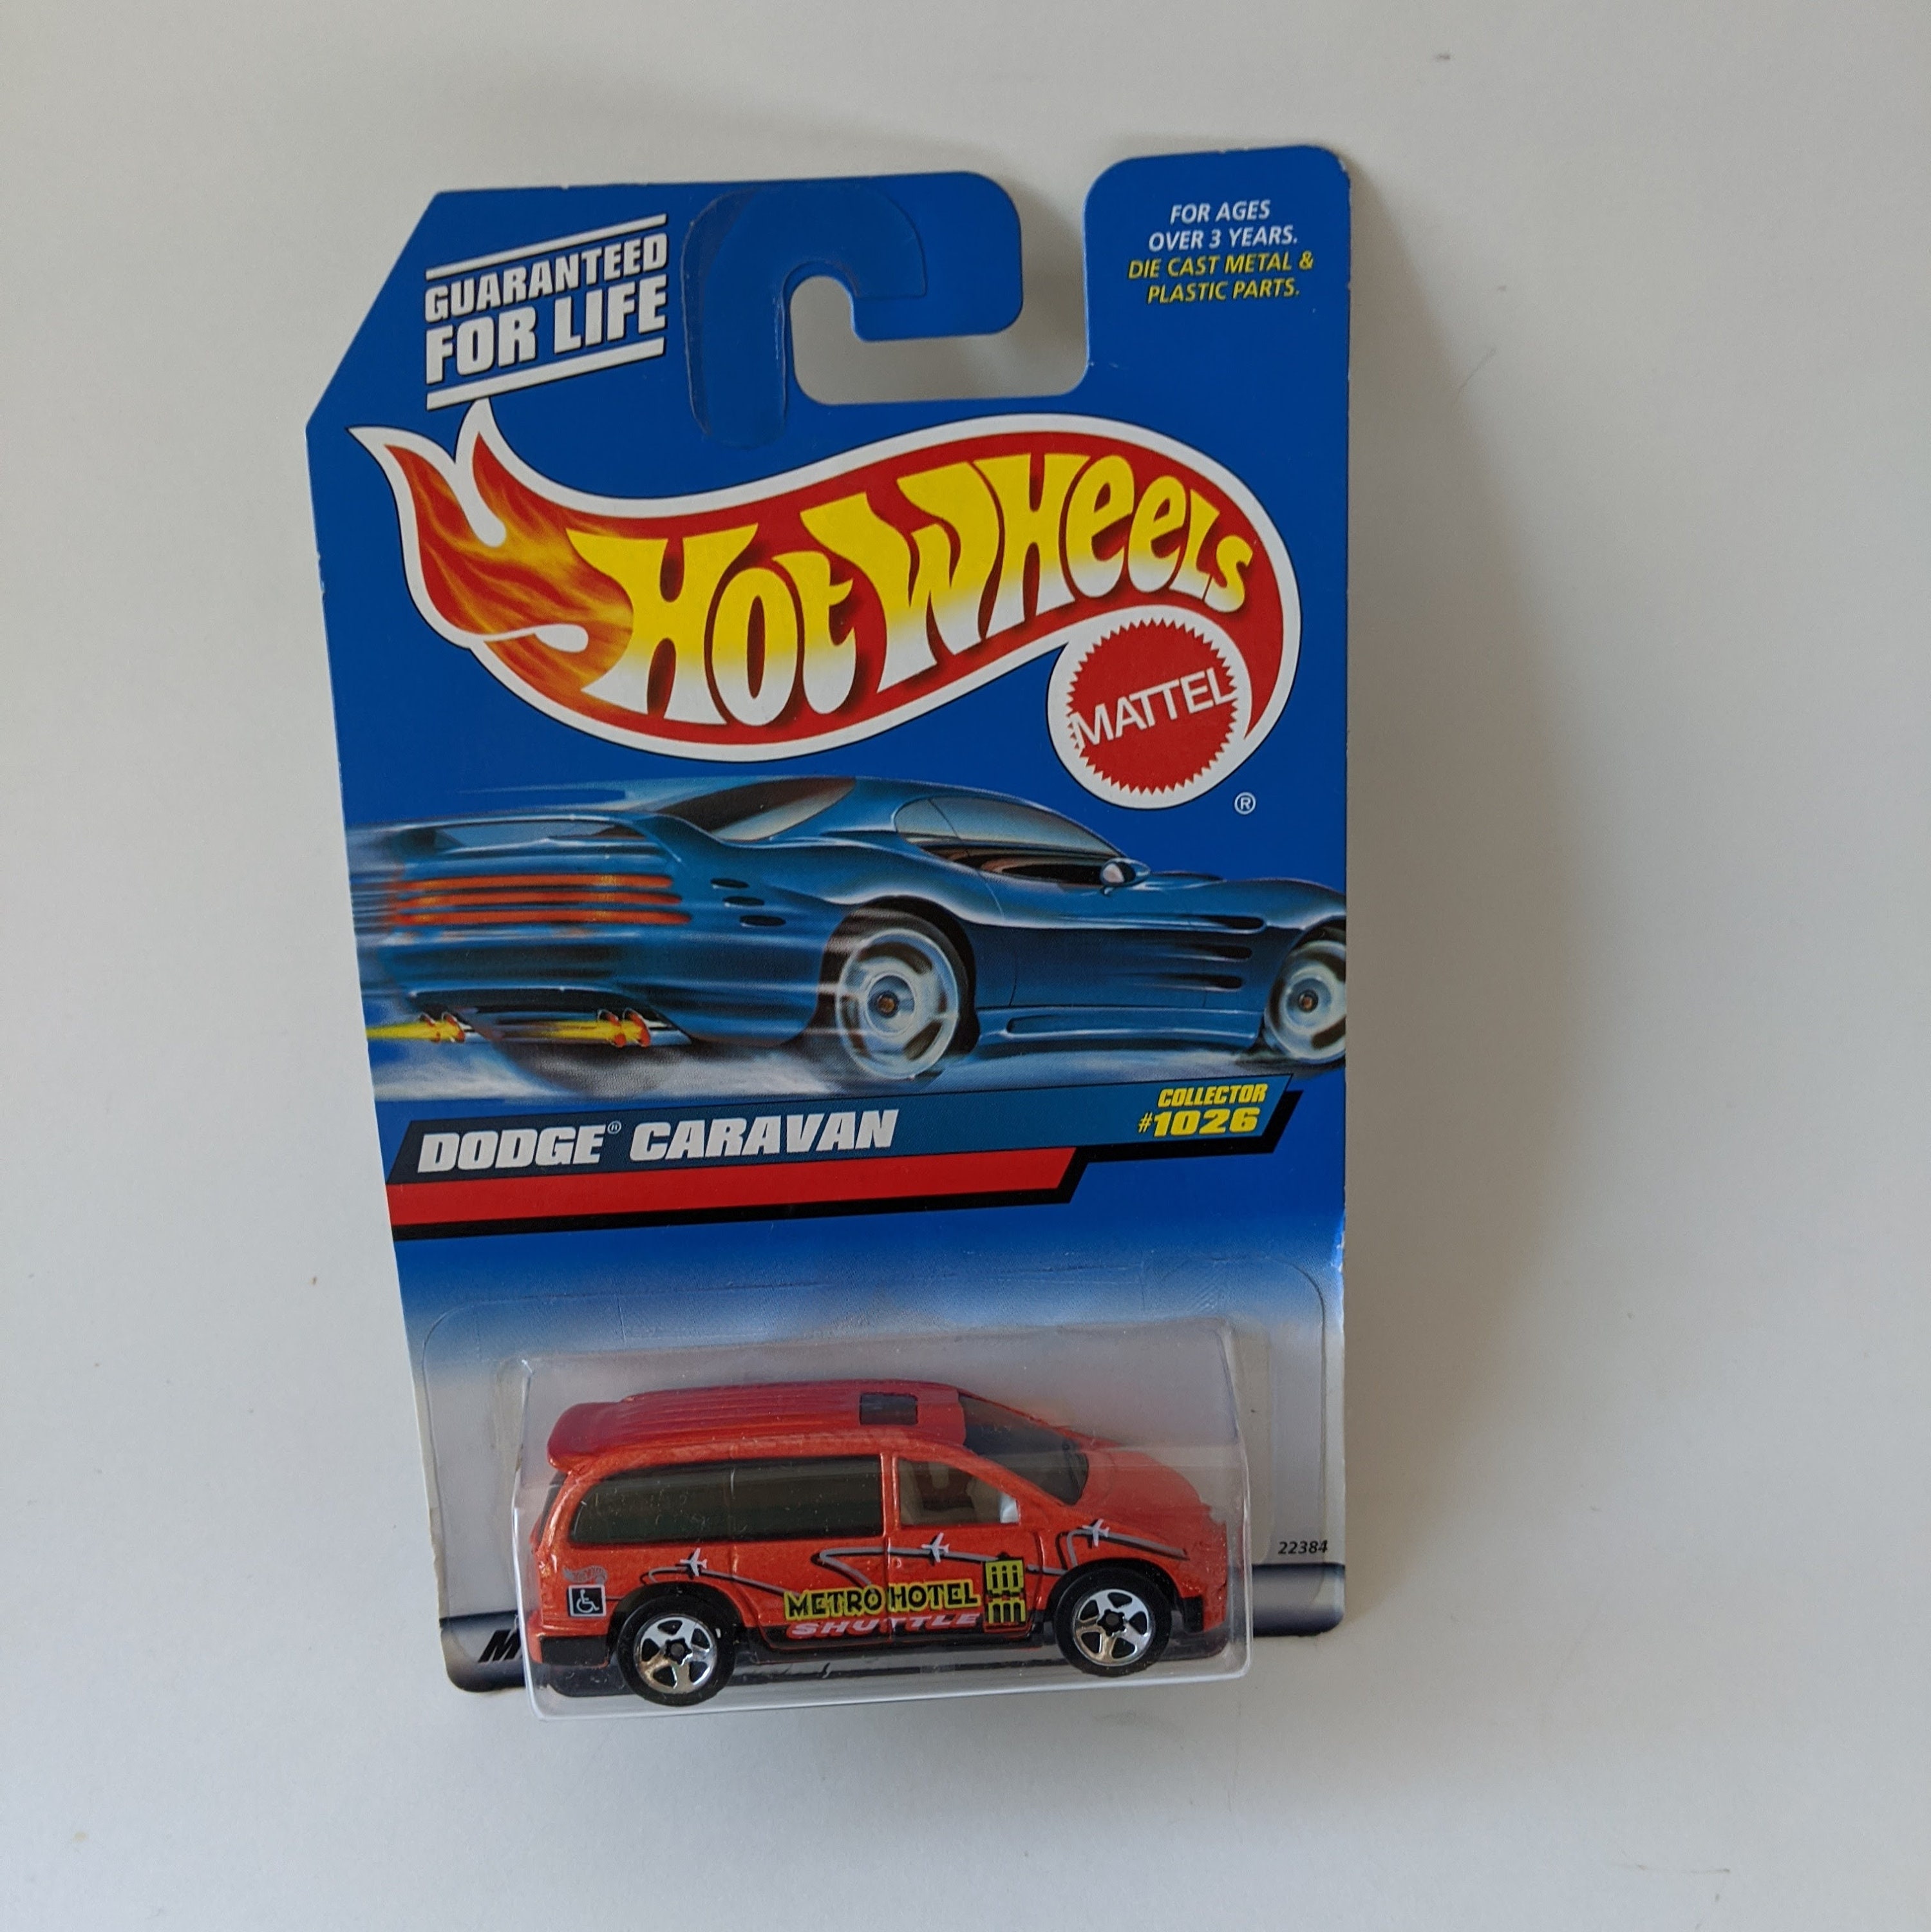 GUARANTEED
FOR LIFE
FOR AGES
OVER 3 YEARS.
DIE CAST METAL &
PLASTIC PARTS.
HOT WHEELS
MATTEL
®
DODGE® CARAVAN
COLLECTOR
#1026
22384
METRO HOTEL
SHUTTLE